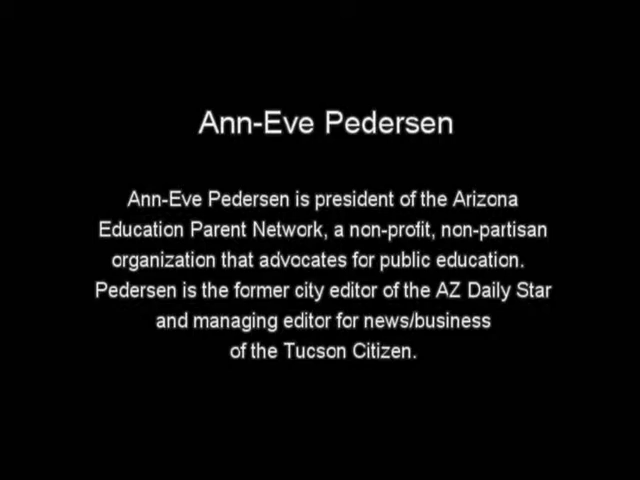 Ann-Eve Pedersen
Ann-Eve Pedersen is president of the Arizona
Education Parent Network, a non-profit, non-partisan
organization that advocates for public education.
Pedersen is the former city editor of the AZ Daily Star
and managing editor for news/business
of the Tucson Citizen.